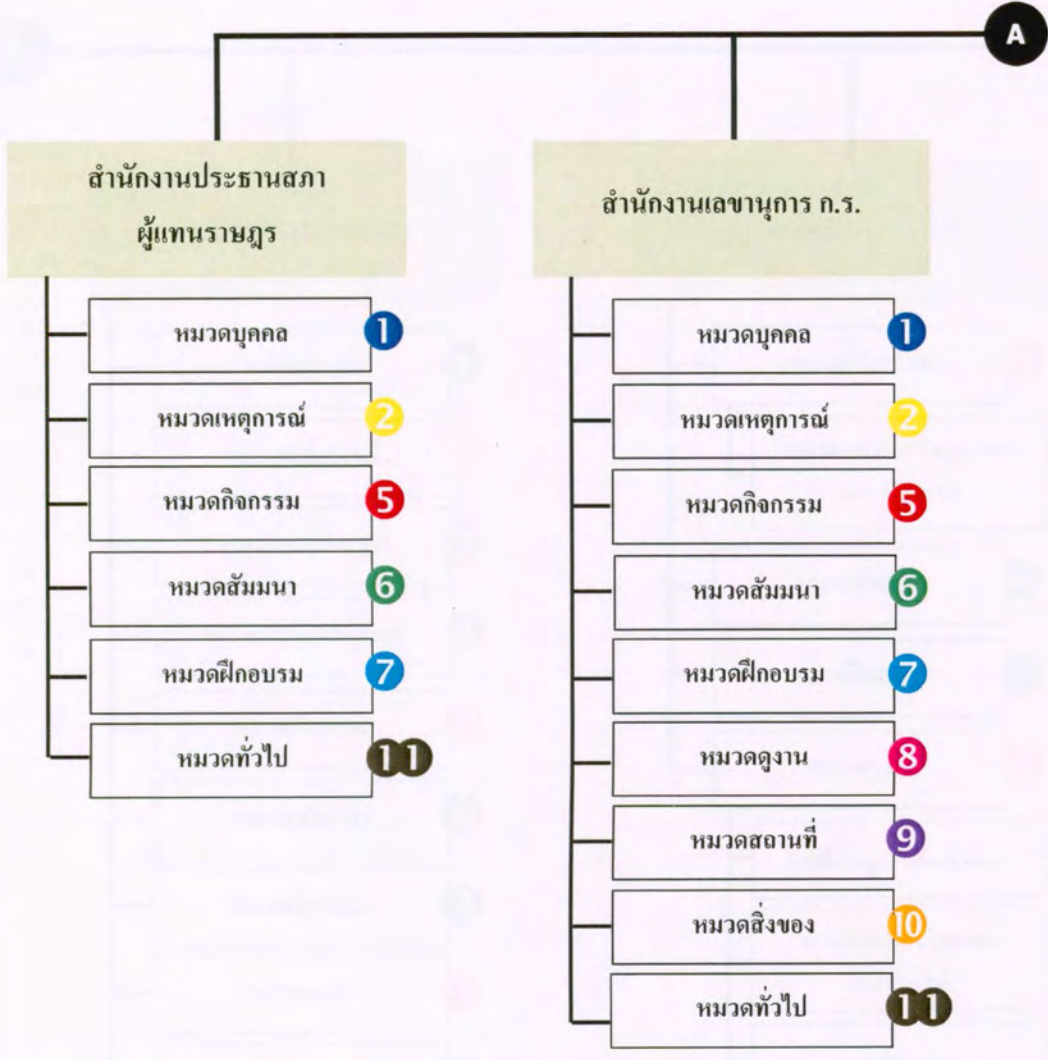 A
สำนักงานประธานสภา
ผู้แทนราษฎร
หมวดบุคคล 1
หมวดเหตุการณ์ 2
หมวดกิจกรรม 5
หมวดสัมมนา 6
หมวดฝึกอบรม 7
หมวดทั่วไป 11
สำนักงานเลขานุการ ก.ร.
หมวดบุคคล 1
หมวดเหตุการณ์ 2
หมวดกิจกรรม 5
หมวดสัมมนา 6
หมวดฝึกอบรม 7
หมวดดูงาน 8
หมวดสถานที่ 9
หมวดสิ่งของ 10
หมวดทั่วไป 11